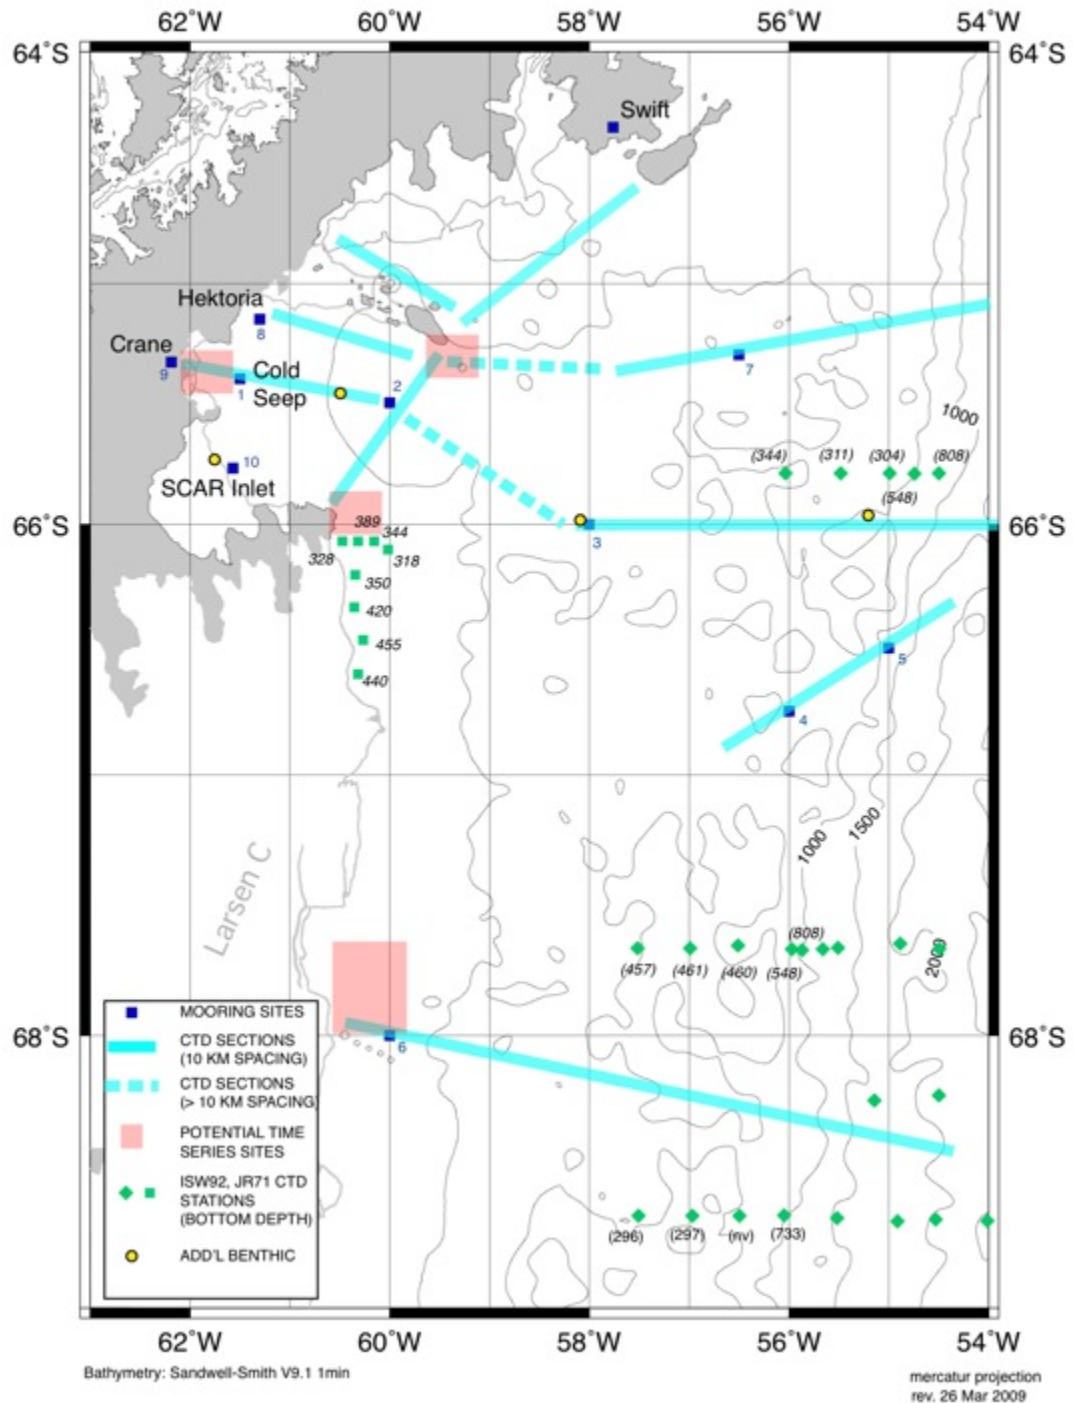 62˚W 60˚W 58˚W 56˚W 54˚W
64˚S 64˚S
Swift
Hektoria
8
Crane
9
1
Cold
Seep
2
7
1000
10
SCAR Inlet
(344) (311) (304) (808)
(548)
66˚S 66˚S
3
389
344
328 318
350
420
455
440
5
4
1000
1500
Larsen C
(808)
(457) (461) (460) (548)
2000
68˚S 68˚S
6
MOORING SITES
CTD SECTIONS
(10 KM SPACING)
CTD SECTIONS
(> 10 KM SPACING)
POTENTIAL TIME
SERIES SITES
ISW92, JR71 CTD
STATIONS
(BOTTOM DEPTH)
ADD'L BENTHIC
(296) (297) (nv) (733)
62˚W 60˚W 58˚W 56˚W 54˚W
Bathymetry: Sandwell-Smith V9.1 1min
mercatur projection
rev. 26 Mar 2009